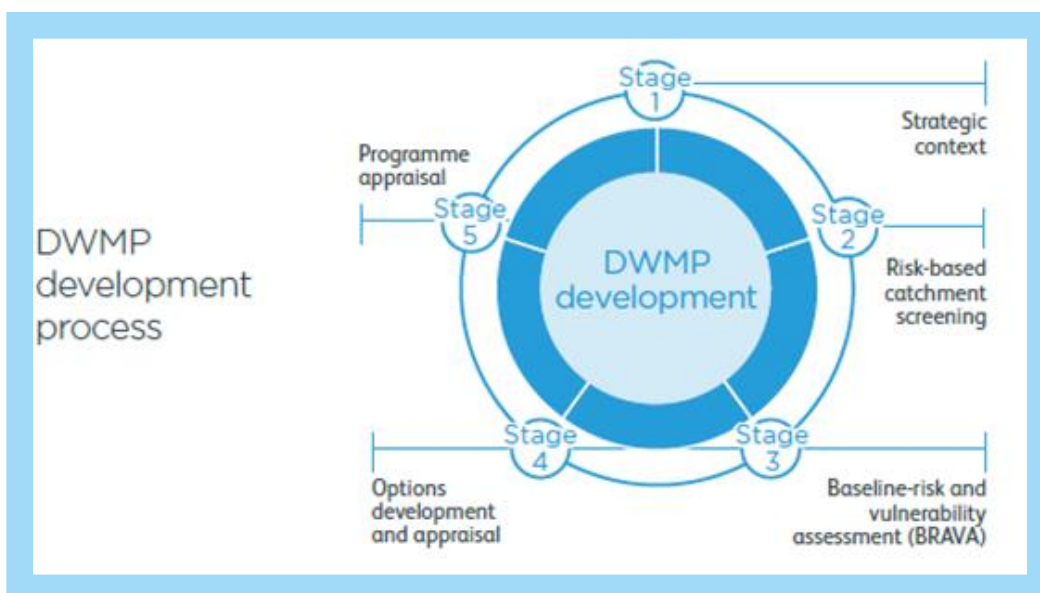 DWMP
development
process
DWMP
development
Stage
1
Strategic
context
Stage
2
Risk-based
catchment
screening
Stage
3
Baseline-risk and
vulnerability
assessment (BRAVA)
Stage
4
Options
development
and appraisal
Stage
5
Programme
appraisal